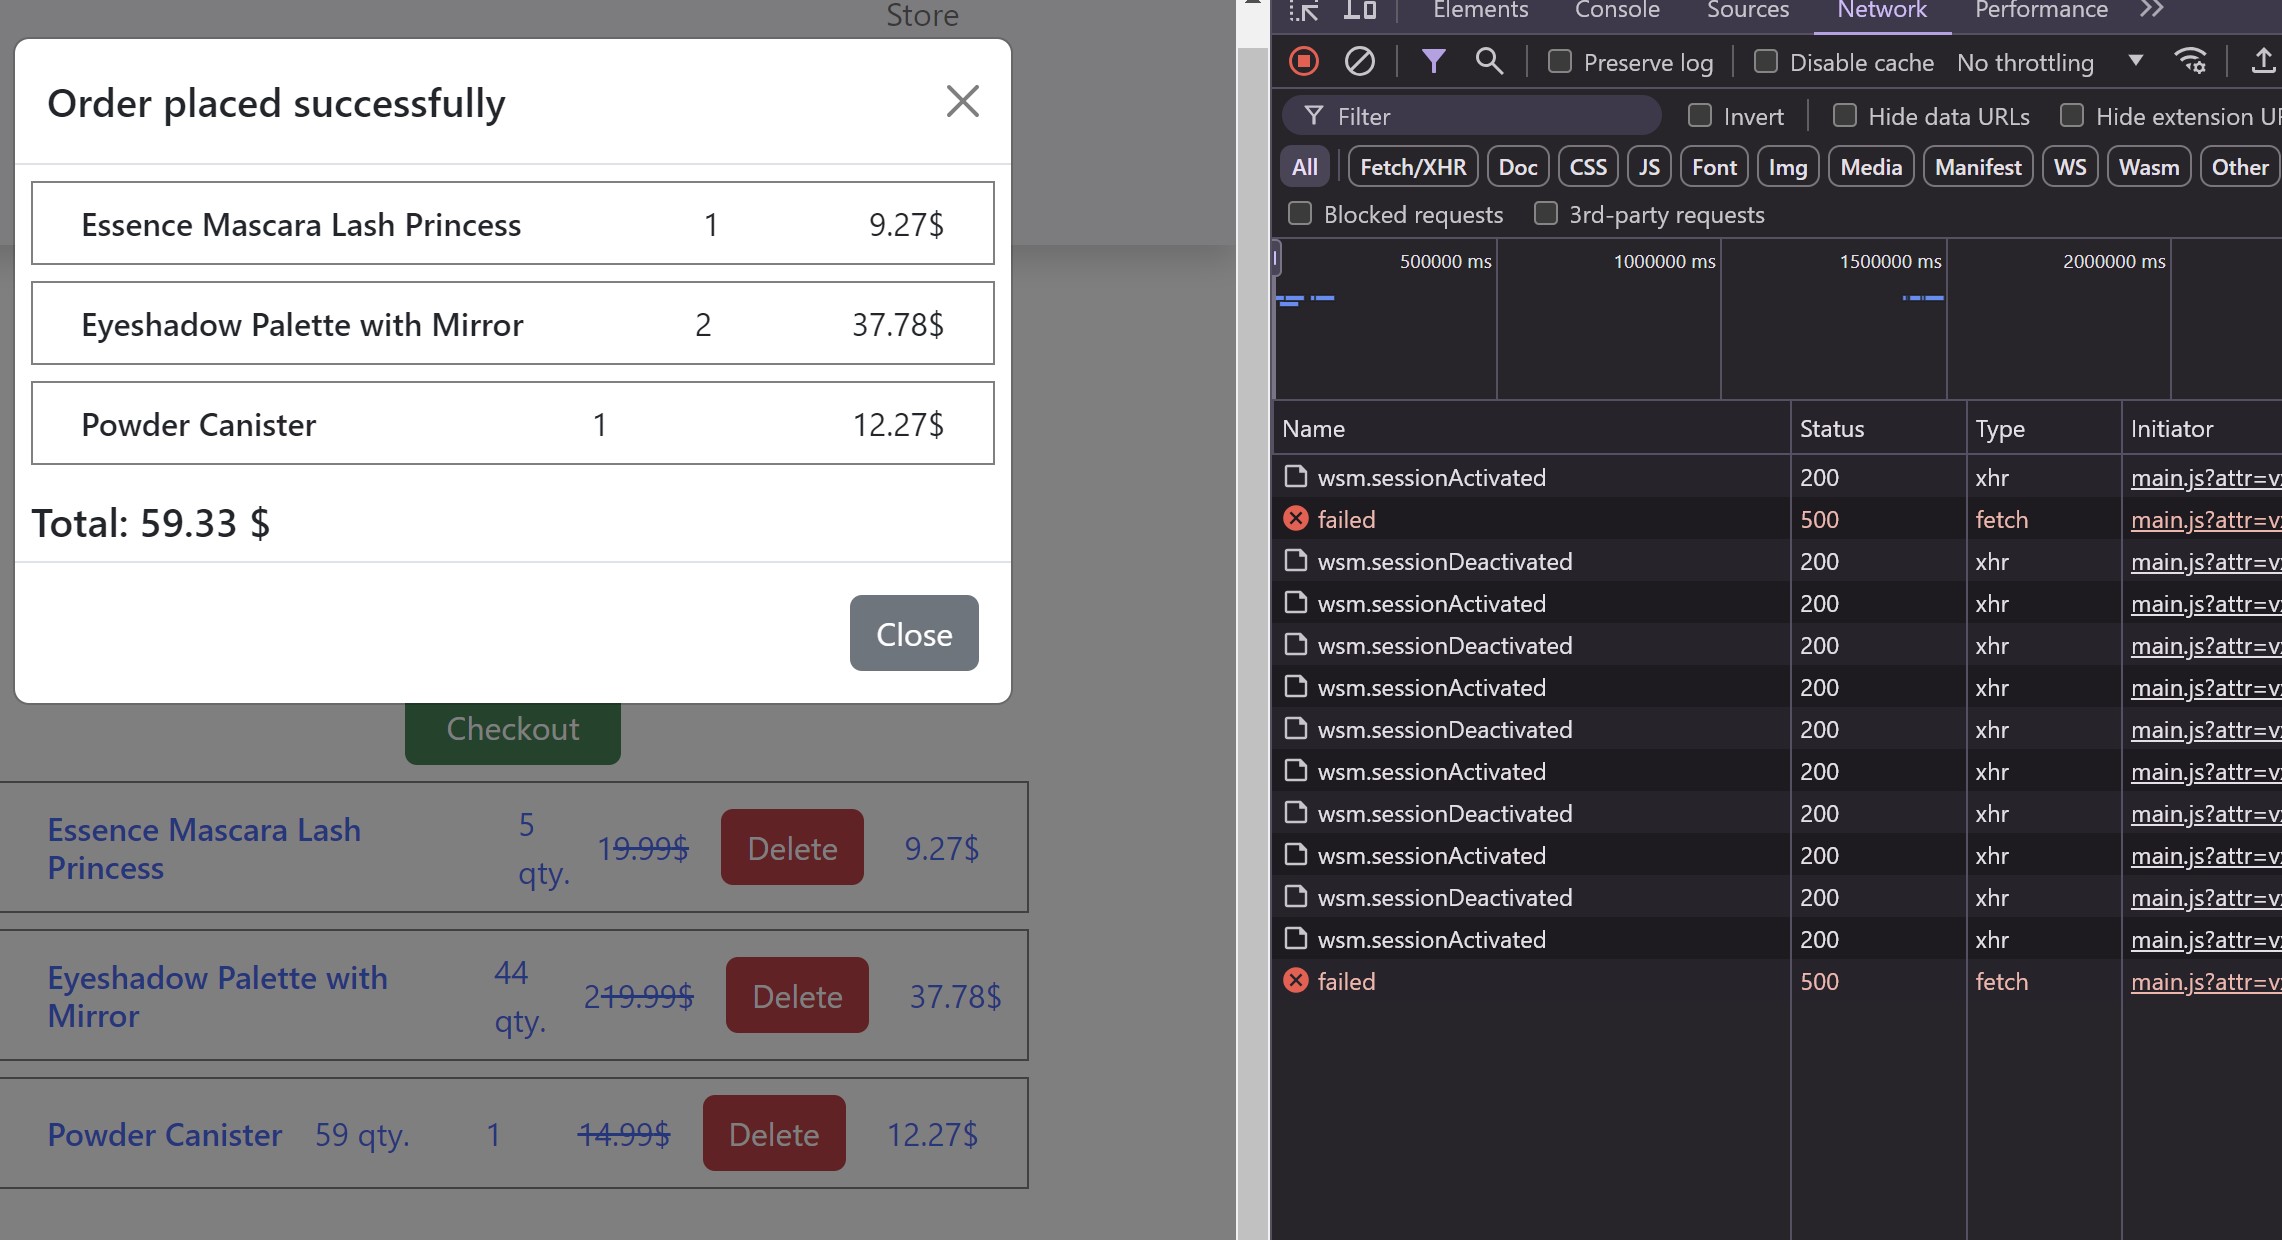 Store
Order placed successfully
Essence Mascara Lash Princess 1 9.27$
Eyeshadow Palette with Mirror 2 37.78$
Powder Canister 1 12.27$
Total: 59.33 $
Close
Checkout
Essence Mascara Lash Princess 5 qty. 1 9.99$ Delete 9.27$
Eyeshadow Palette with Mirror 44 qty. 2 19.99$ Delete 37.78$
Powder Canister 59 qty. 1 14.99$ Delete 12.27$
Elements Console Sources Network Performance
Preserve log Disable cache No throttling
Filter Invert Hide data URLs Hide extension UR
All Fetch/XHR Doc CSS JS Font Img Media Manifest WS Wasm Other
Blocked requests 3rd-party requests
500000 ms 1000000 ms 1500000 ms 2000000 ms
Name Status Type Initiator
wsm.sessionActivated 200 xhr main.js?attr=v
failed 500 fetch main.js?attr=v
wsm.sessionDeactivated 200 xhr main.js?attr=v
wsm.sessionActivated 200 xhr main.js?attr=v
wsm.sessionDeactivated 200 xhr main.js?attr=v
wsm.sessionActivated 200 xhr main.js?attr=v
wsm.sessionDeactivated 200 xhr main.js?attr=v
wsm.sessionActivated 200 xhr main.js?attr=v
wsm.sessionDeactivated 200 xhr main.js?attr=v
wsm.sessionActivated 200 xhr main.js?attr=v
wsm.sessionDeactivated 200 xhr main.js?attr=v
wsm.sessionActivated 200 xhr main.js?attr=v
failed 500 fetch main.js?attr=v